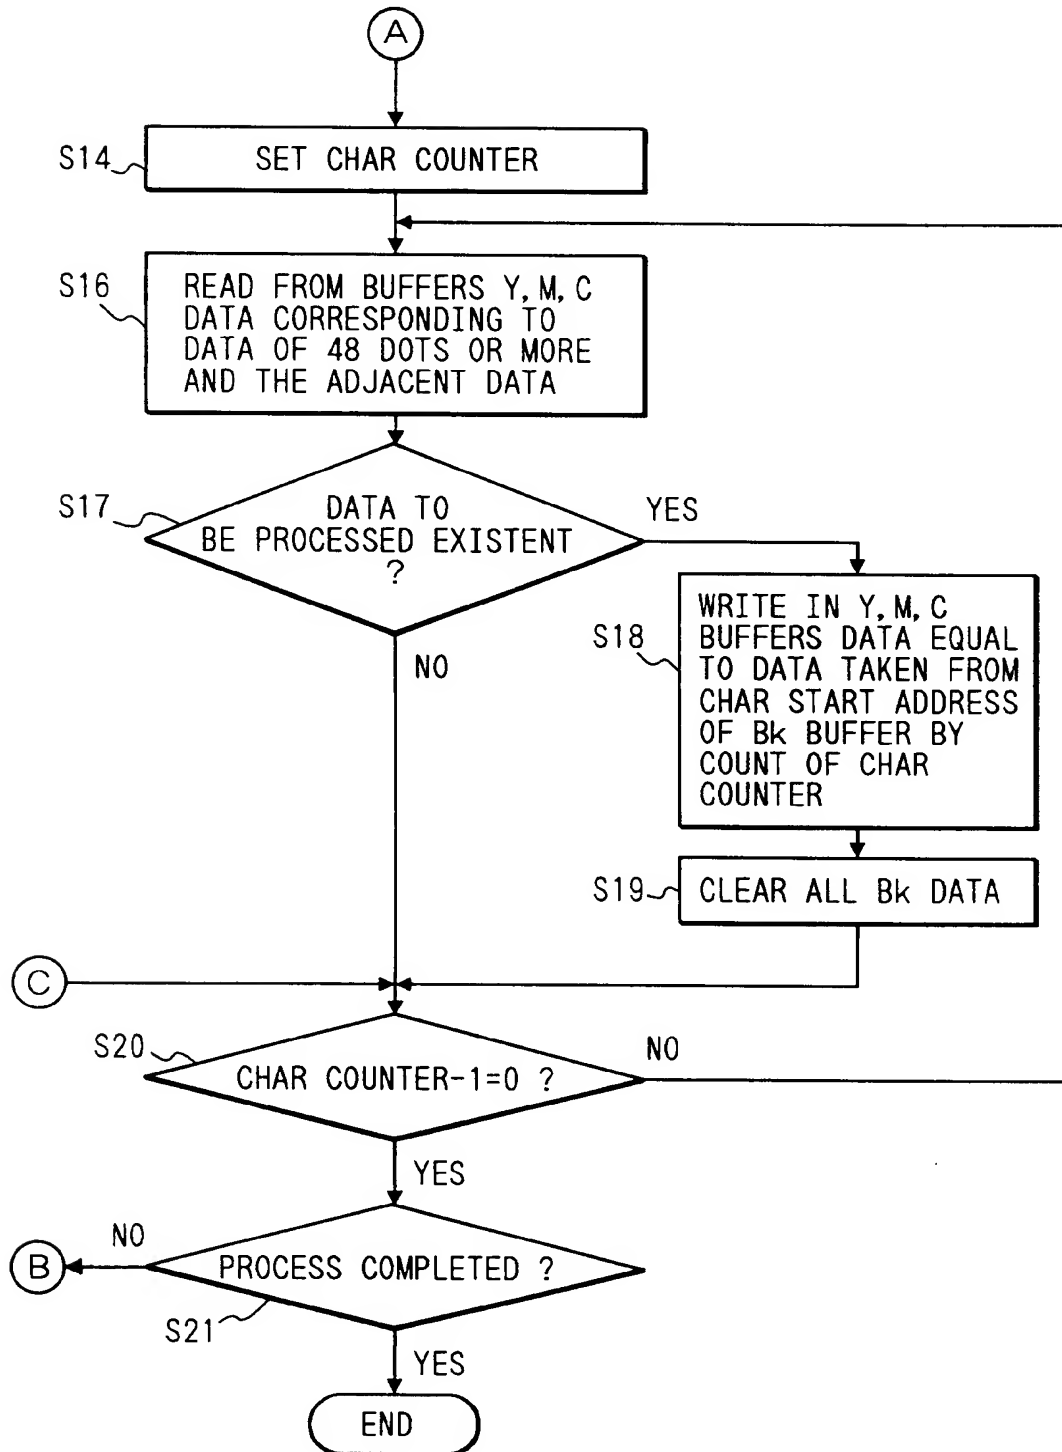 A
S14
SET CHAR COUNTER
S16
READ FROM BUFFERS Y, M, C
DATA CORRESPONDING TO
DATA OF 48 DOTS OR MORE
AND THE ADJACENT DATA
S17
DATA TO
BE PROCESSED EXISTENT
?
YES
NO
S18
WRITE IN Y, M, C
BUFFERS DATA EQUAL
TO DATA TAKEN FROM
CHAR START ADDRESS
OF Bk BUFFER BY
COUNT OF CHAR
COUNTER
S19
CLEAR ALL Bk DATA
C
S20
CHAR COUNTER-1=0 ?
NO
YES
NO
B
PROCESS COMPLETED ?
S21
YES
END